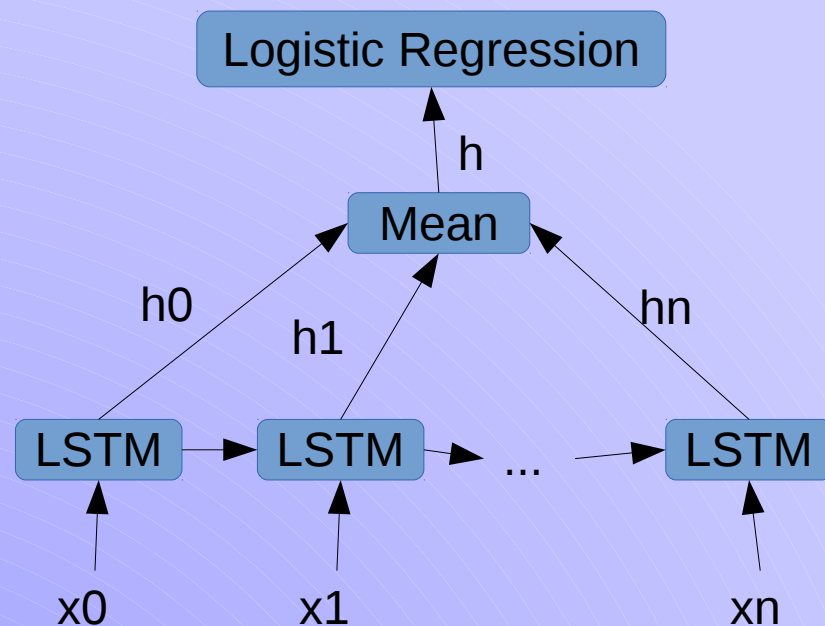 Logistic Regression
h
Mean
h0
h1
hn
LSTM LSTM ... LSTM
x0 x1 xn